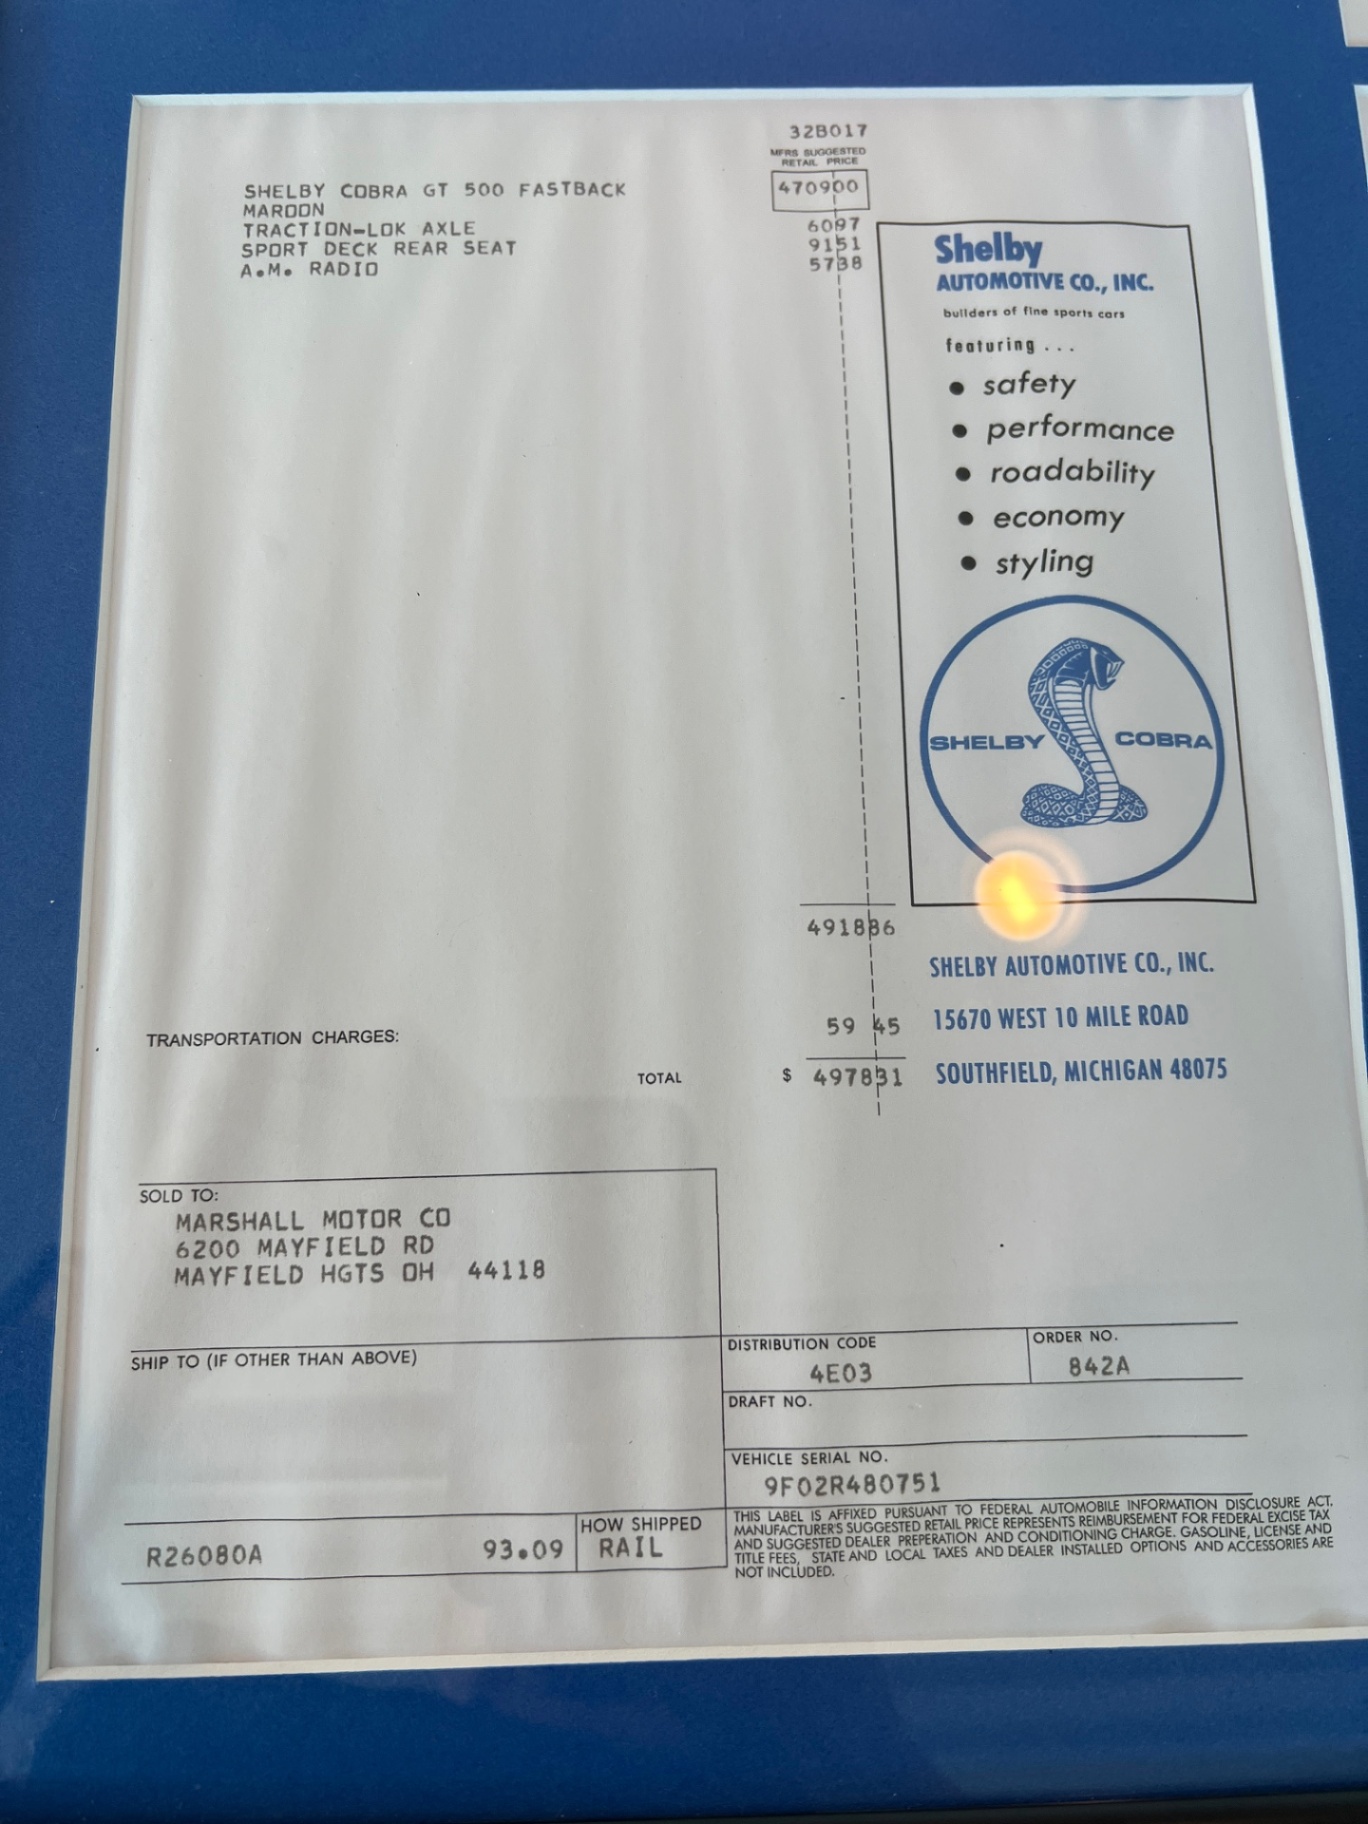 32B017
MFRS SUGGESTED
RETAIL PRICE
SHELBY COBRA GT 500 FASTBACK 470900
MAROON
TRACTION-LOK AXLE 6097
SPORT DECK REAR SEAT 9151
A.M. RADIO 5738
Shelby
AUTOMOTIVE CO., INC.
builders of fine sports cars
featuring ...
• safety
• performance
• roadability
• economy
• styling
SHELBY COBRA
491886
SHELBY AUTOMOTIVE CO., INC.
15670 WEST 10 MILE ROAD
SOUTHFIELD, MICHIGAN 48075
TRANSPORTATION CHARGES: 59 45
TOTAL $ 497831
SOLD TO:
MARSHALL MOTOR CO
6200 MAYFIELD RD
MAYFIELD HGTS OH 44118
SHIP TO (IF OTHER THAN ABOVE)
DISTRIBUTION CODE
4E03
ORDER NO.
842A
DRAFT NO.
VEHICLE SERIAL NO.
9F02R480751
R26080A 93.09
HOW SHIPPED
RAIL
THIS LABEL IS AFFIXED PURSUANT TO FEDERAL AUTOMOBILE INFORMATION DISCLOSURE ACT.
MANUFACTURER'S SUGGESTED RETAIL PRICE REPRESENTS REIMBURSEMENT FOR FEDERAL EXCISE TAX
AND SUGGESTED DEALER PREPERATION AND CONDITIONING CHARGE. GASOLINE, LICENSE AND
TITLE FEES, STATE AND LOCAL TAXES AND DEALER INSTALLED OPTIONS AND ACCESSORIES ARE
NOT INCLUDED.